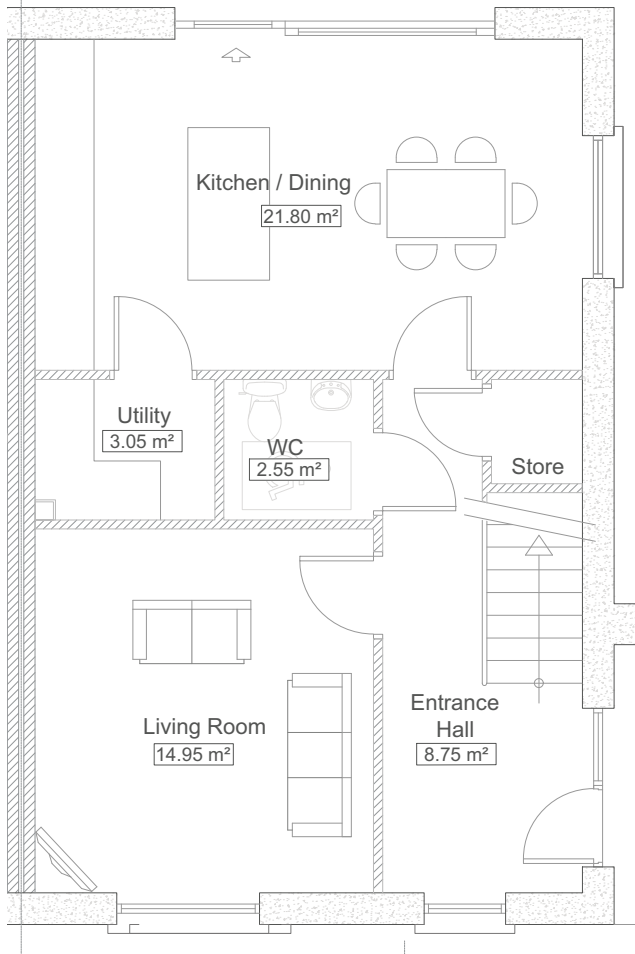 Kitchen / Dining
21.80 m²
Utility
3.05 m²
WC
2.55 m²
Store
Living Room
14.95 m²
Entrance
Hall
8.75 m²